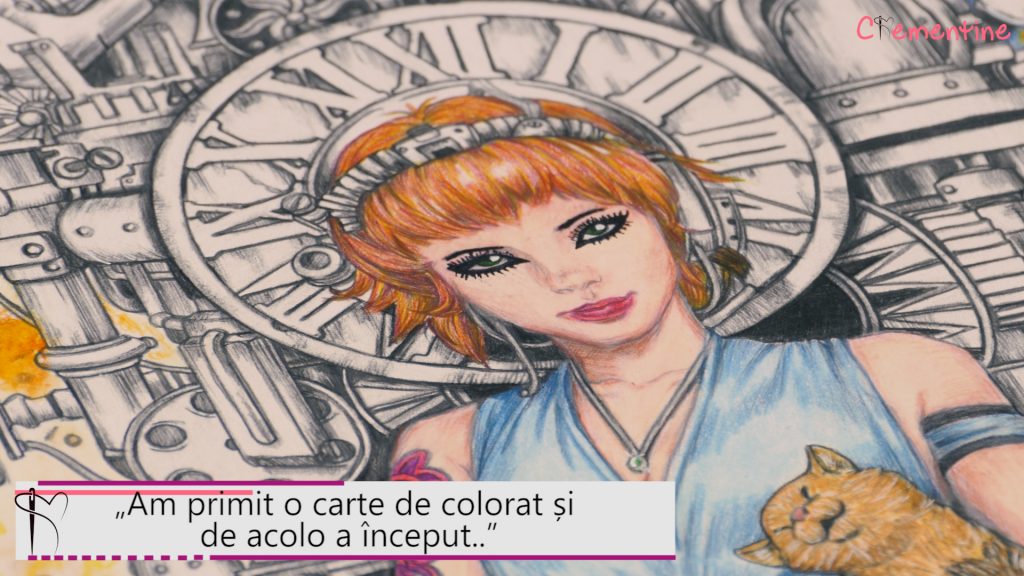 Clementine
„Am primit o carte de colorat și
de acolo a început..”